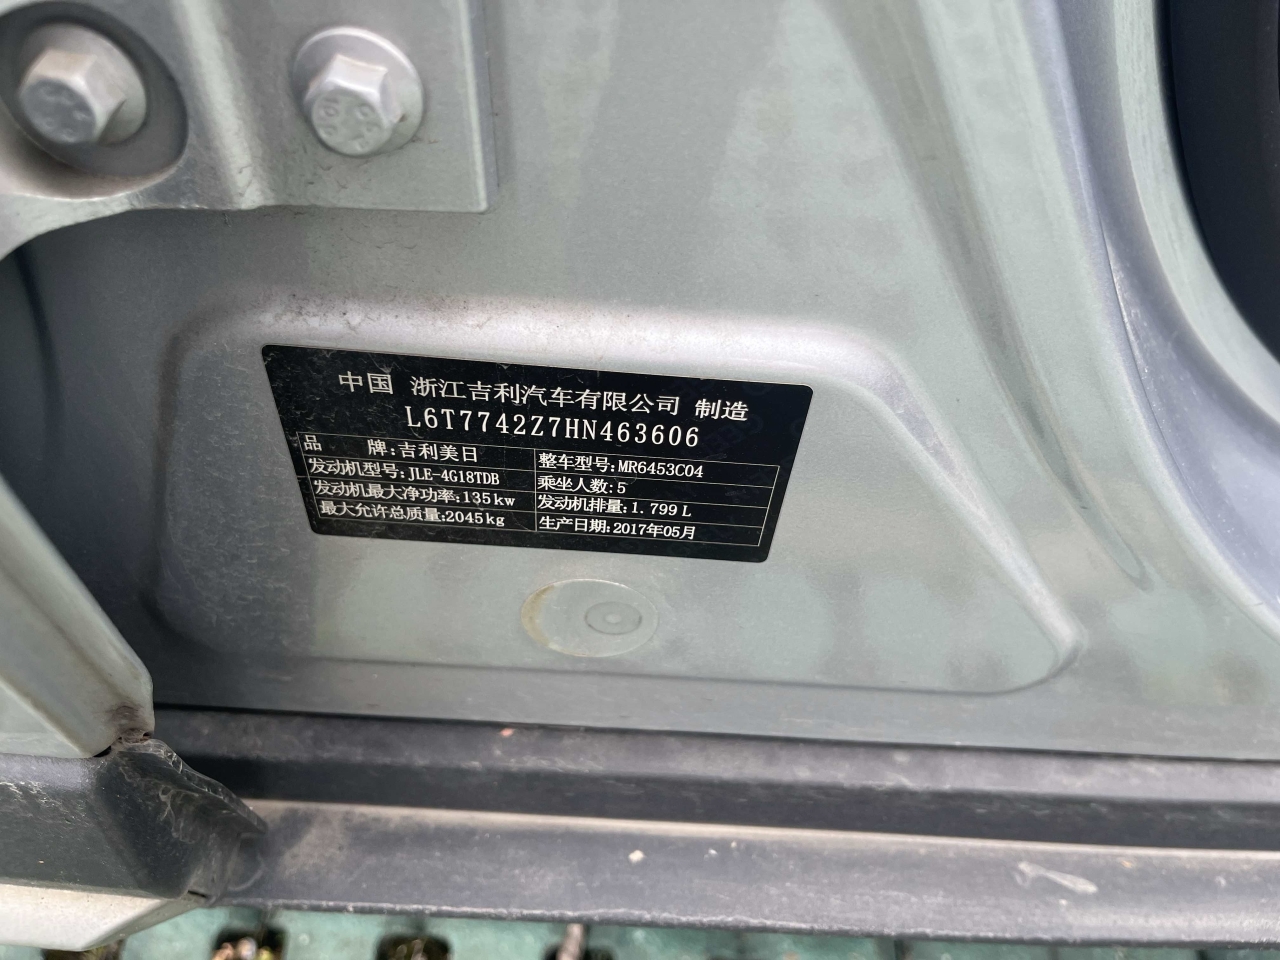 中国 浙江吉利汽车有限公司 制造
L6T7742Z7HN463606
品 牌:吉利美日 整车型号:MR6453C04
发动机型号:JLE-4G18TDB 乘坐人数:5
发动机最大净功率:135kw 发动机排量:1.799L
最大允许总质量:2045kg 生产日期:2017年05月